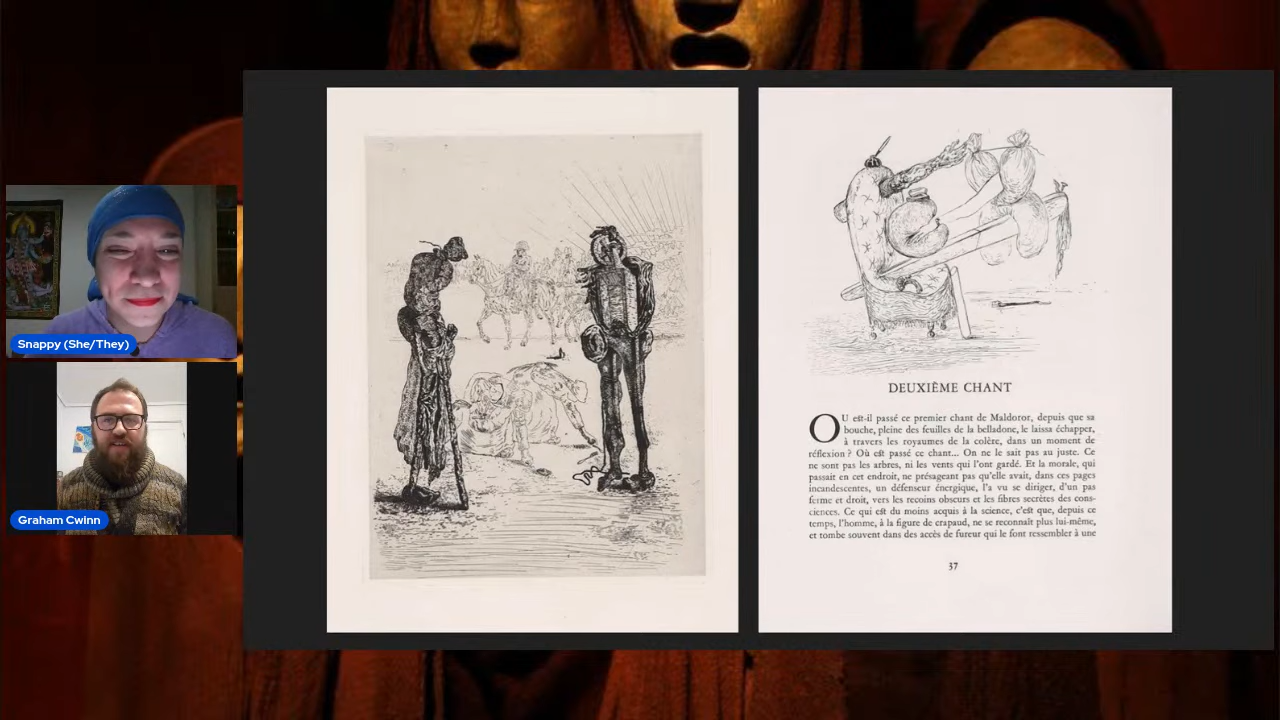 Snappy (She/They)
Graham Cwinn
DEUXIÈME CHANT
OU est-il passé ce premier chant de Maldoror, depuis que sa
bouche, pleine des feuilles de la belladone, le laissa échapper,
à travers les royaumes de la colère, dans un moment de
réflexion ? Où est passé ce chant... On ne le sait pas au juste. Ce
ne sont pas les arbres, ni les vents qui l'ont gardé. Et la morale, qui
passait en cet endroit, ne présageant pas qu'elle avait, dans ces pages
incandescentes, un défenseur énergique, l'a vu se diriger, d'un pas
ferme et droit, vers les recoins obscurs et les fibres secrètes des cons-
ciences. Ce qui est du moins acquis à la science, c'est que, depuis ce
temps, l'homme, à la figure de crapaud, ne se reconnaît plus lui-même,
et tombe souvent dans des accès de fureur qui le font ressembler à une
37